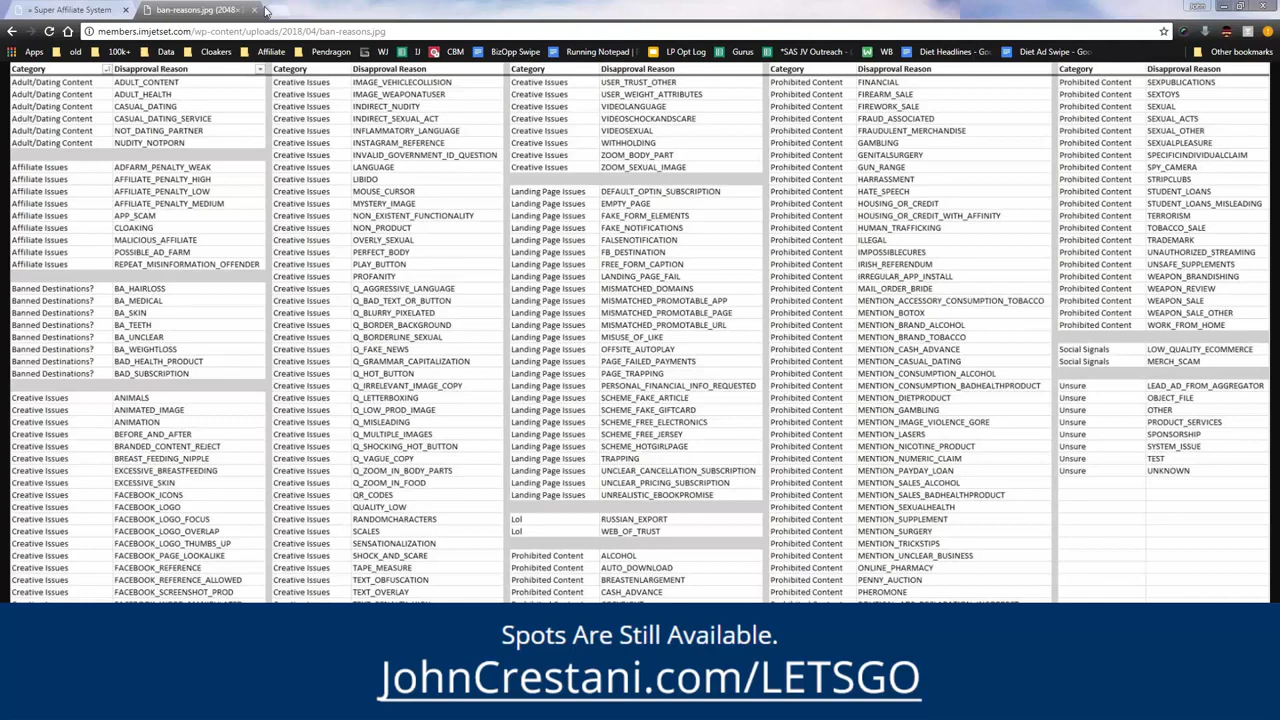 » Super Affiliate System
ban-reasons.jpg (2048×
John
members.imjetset.com/wp-content/uploads/2018/04/ban-reasons.jpg
Apps old 100k+ Data Cloakers Affiliate Pendragon WJ IJ CBM BizOpp Swipe Running Notepad LP Opt Log Gurus *SAS JV Outreach - G WB Diet Headlines - Goo Diet Ad Swipe - Goo Other bookmarks
Category Disapproval Reason
Adult/Dating Content ADULT_CONTENT
Adult/Dating Content ADULT_HEALTH
Adult/Dating Content CASUAL_DATING
Adult/Dating Content CASUAL_DATING_SERVICE
Adult/Dating Content NOT_DATING_PARTNER
Adult/Dating Content NUDITY_NOTPORN
Affiliate Issues ADFARM_PENALTY_WEAK
Affiliate Issues AFFILIATE_PENALTY_HIGH
Affiliate Issues AFFILIATE_PENALTY_LOW
Affiliate Issues AFFILIATE_PENALTY_MEDIUM
Affiliate Issues APP_SCAM
Affiliate Issues CLOAKING
Affiliate Issues MALICIOUS_AFFILIATE
Affiliate Issues POSSIBLE_AD_FARM
Affiliate Issues REPEAT_MISINFORMATION_OFFENDER
Banned Destinations? BA_HAIRLOSS
Banned Destinations? BA_MEDICAL
Banned Destinations? BA_SKIN
Banned Destinations? BA_TEETH
Banned Destinations? BA_UNCLEAR
Banned Destinations? BA_WEIGHTLOSS
Banned Destinations? BAD_HEALTH_PRODUCT
Banned Destinations? BAD_SUBSCRIPTION
Creative Issues ANIMALS
Creative Issues ANIMATED_IMAGE
Creative Issues ANIMATION
Creative Issues BEFORE_AND_AFTER
Creative Issues BRANDED_CONTENT_REJECT
Creative Issues BREAST_FEEDING_NIPPLE
Creative Issues EXCESSIVE_BREASTFEEDING
Creative Issues EXCESSIVE_SKIN
Creative Issues FACEBOOK_ICONS
Creative Issues FACEBOOK_LOGO
Creative Issues FACEBOOK_LOGO_FOCUS
Creative Issues FACEBOOK_LOGO_OVERLAP
Creative Issues FACEBOOK_LOGO_THUMBS_UP
Creative Issues FACEBOOK_PAGE_LOOKALIKE
Creative Issues FACEBOOK_REFERENCE
Creative Issues FACEBOOK_REFERENCE_ALLOWED
Creative Issues FACEBOOK_SCREENSHOT_PROD
Category Disapproval Reason
Creative Issues IMAGE_VEHICLECOLLISION
Creative Issues IMAGE_WEAPONATUSER
Creative Issues INDIRECT_NUDITY
Creative Issues INDIRECT_SEXUAL_ACT
Creative Issues INFLAMMATORY_LANGUAGE
Creative Issues INSTAGRAM_REFERENCE
Creative Issues INVALID_GOVERNMENT_ID_QUESTION
Creative Issues LANGUAGE
Creative Issues LIBIDO
Creative Issues MOUSE_CURSOR
Creative Issues MYSTERY_IMAGE
Creative Issues NON_EXISTENT_FUNCTIONALITY
Creative Issues NON_PRODUCT
Creative Issues OVERLY_SEXUAL
Creative Issues PERFECT_BODY
Creative Issues PLAY_BUTTON
Creative Issues PROFANITY
Creative Issues Q_AGGRESSIVE_LANGUAGE
Creative Issues Q_BAD_TEXT_OR_BUTTON
Creative Issues Q_BLURRY_PIXELATED
Creative Issues Q_BORDER_BACKGROUND
Creative Issues Q_BORDERLINE_SEXUAL
Creative Issues Q_FAKE_NEWS
Creative Issues Q_GRAMMAR_CAPITALIZATION
Creative Issues Q_HOT_BUTTON
Creative Issues Q_IRRELEVANT_IMAGE_COPY
Creative Issues Q_LETTERBOXING
Creative Issues Q_LOW_PROD_IMAGE
Creative Issues Q_MISLEADING
Creative Issues Q_MULTIPLE_IMAGES
Creative Issues Q_SHOCKING_HOT_BUTTON
Creative Issues Q_VAGUE_COPY
Creative Issues Q_ZOOM_IN_BODY_PARTS
Creative Issues Q_ZOOM_IN_FOOD
Creative Issues QR_CODES
Creative Issues QUALITY_LOW
Creative Issues RANDOMCHARACTERS
Creative Issues SCALES
Creative Issues SENSATIONALIZATION
Creative Issues SHOCK_AND_SCARE
Creative Issues TAPE_MEASURE
Creative Issues TEXT_OBFUSCATION
Creative Issues TEXT_OVERLAY
Category Disapproval Reason
Creative Issues USER_TRUST_OTHER
Creative Issues USER_WEIGHT_ATTRIBUTES
Creative Issues VIDEOLANGUAGE
Creative Issues VIDEOSCHOCKANDSCARE
Creative Issues VIDEOSEXUAL
Creative Issues WITHHOLDING
Creative Issues ZOOM_BODY_PART
Creative Issues ZOOM_SEXUAL_IMAGE
Landing Page Issues DEFAULT_OPTIN_SUBSCRIPTION
Landing Page Issues EMPTY_PAGE
Landing Page Issues FAKE_FORM_ELEMENTS
Landing Page Issues FAKE_NOTIFICATIONS
Landing Page Issues FALSENOTIFICATION
Landing Page Issues FB_DESTINATION
Landing Page Issues FREE_FORM_CAPTION
Landing Page Issues LANDING_PAGE_FAIL
Landing Page Issues MISMATCHED_DOMAINS
Landing Page Issues MISMATCHED_PROMOTABLE_APP
Landing Page Issues MISMATCHED_PROMOTABLE_PAGE
Landing Page Issues MISMATCHED_PROMOTABLE_URL
Landing Page Issues MISUSE_OF_LIKE
Landing Page Issues OFFSITE_AUTOPLAY
Landing Page Issues PAGE_FAILED_PAYMENTS
Landing Page Issues PAGE_TRAPPING
Landing Page Issues PERSONAL_FINANCIAL_INFO_REQUESTED
Landing Page Issues SCHEME_FAKE_ARTICLE
Landing Page Issues SCHEME_FAKE_GIFTCARD
Landing Page Issues SCHEME_FREE_ELECTRONICS
Landing Page Issues SCHEME_FREE_JERSEY
Landing Page Issues SCHEME_HOTGIRLPAGE
Landing Page Issues TRAPPING
Landing Page Issues UNCLEAR_CANCELLATION_SUBSCRIPTION
Landing Page Issues UNCLEAR_PRICING_SUBSCRIPTION
Landing Page Issues UNREALISTIC_EBOOKPROMISE
Lol RUSSIAN_EXPORT
Lol WEB_OF_TRUST
Prohibited Content ALCOHOL
Prohibited Content AUTO_DOWNLOAD
Prohibited Content BREASTENLARGEMENT
Prohibited Content CASH_ADVANCE
Category Disapproval Reason
Prohibited Content FINANCIAL
Prohibited Content FIREARM_SALE
Prohibited Content FIREWORK_SALE
Prohibited Content FRAUD_ASSOCIATED
Prohibited Content FRAUDULENT_MERCHANDISE
Prohibited Content GAMBLING
Prohibited Content GENITALSURGERY
Prohibited Content GUN_RANGE
Prohibited Content HARRASSMENT
Prohibited Content HATE_SPEECH
Prohibited Content HOUSING_OR_CREDIT
Prohibited Content HOUSING_OR_CREDIT_WITH_AFFINITY
Prohibited Content HUMAN_TRAFFICKING
Prohibited Content ILLEGAL
Prohibited Content IMPOSSIBLECURES
Prohibited Content IRISH_REFERENDUM
Prohibited Content IRREGULAR_APP_INSTALL
Prohibited Content MAIL_ORDER_BRIDE
Prohibited Content MENTION_ACCESSORY_CONSUMPTION_TOBACCO
Prohibited Content MENTION_BOTOX
Prohibited Content MENTION_BRAND_ALCOHOL
Prohibited Content MENTION_BRAND_TOBACCO
Prohibited Content MENTION_CASH_ADVANCE
Prohibited Content MENTION_CASUAL_DATING
Prohibited Content MENTION_CONSUMPTION_ALCOHOL
Prohibited Content MENTION_CONSUMPTION_BADHEALTHPRODUCT
Prohibited Content MENTION_DIETPRODUCT
Prohibited Content MENTION_GAMBLING
Prohibited Content MENTION_IMAGE_VIOLENCE_GORE
Prohibited Content MENTION_LASERS
Prohibited Content MENTION_NICOTINE_PRODUCT
Prohibited Content MENTION_NUMERIC_CLAIM
Prohibited Content MENTION_PAYDAY_LOAN
Prohibited Content MENTION_SALES_ALCOHOL
Prohibited Content MENTION_SALES_BADHEALTHPRODUCT
Prohibited Content MENTION_SEXUALHEALTH
Prohibited Content MENTION_SUPPLEMENT
Prohibited Content MENTION_SURGERY
Prohibited Content MENTION_TRICKSTIPS
Prohibited Content MENTION_UNCLEAR_BUSINESS
Prohibited Content ONLINE_PHARMACY
Prohibited Content PENNY_AUCTION
Prohibited Content PHEROMONE
Category Disapproval Reason
Prohibited Content SEXPUBLICATIONS
Prohibited Content SEXTOYS
Prohibited Content SEXUAL
Prohibited Content SEXUAL_ACTS
Prohibited Content SEXUAL_OTHER
Prohibited Content SEXUALPLEASURE
Prohibited Content SPECIFICINDIVIDUALCLAIM
Prohibited Content SPY_CAMERA
Prohibited Content STRIPCLUBS
Prohibited Content STUDENT_LOANS
Prohibited Content STUDENT_LOANS_MISLEADING
Prohibited Content TERRORISM
Prohibited Content TOBACCO_SALE
Prohibited Content TRADEMARK
Prohibited Content UNAUTHORIZED_STREAMING
Prohibited Content UNSAFE_SUPPLEMENTS
Prohibited Content WEAPON_BRANDISHING
Prohibited Content WEAPON_REVIEW
Prohibited Content WEAPON_SALE
Prohibited Content WEAPON_SALE_OTHER
Prohibited Content WORK_FROM_HOME
Social Signals LOW_QUALITY_ECOMMERCE
Social Signals MERCH_SCAM
Unsure LEAD_AD_FROM_AGGREGATOR
Unsure OBJECT_FILE
Unsure OTHER
Unsure PRODUCT_SERVICES
Unsure SPONSORSHIP
Unsure SYSTEM_ISSUE
Unsure TEST
Unsure UNKNOWN
Spots Are Still Available.
JohnCrestani.com/LETSGO